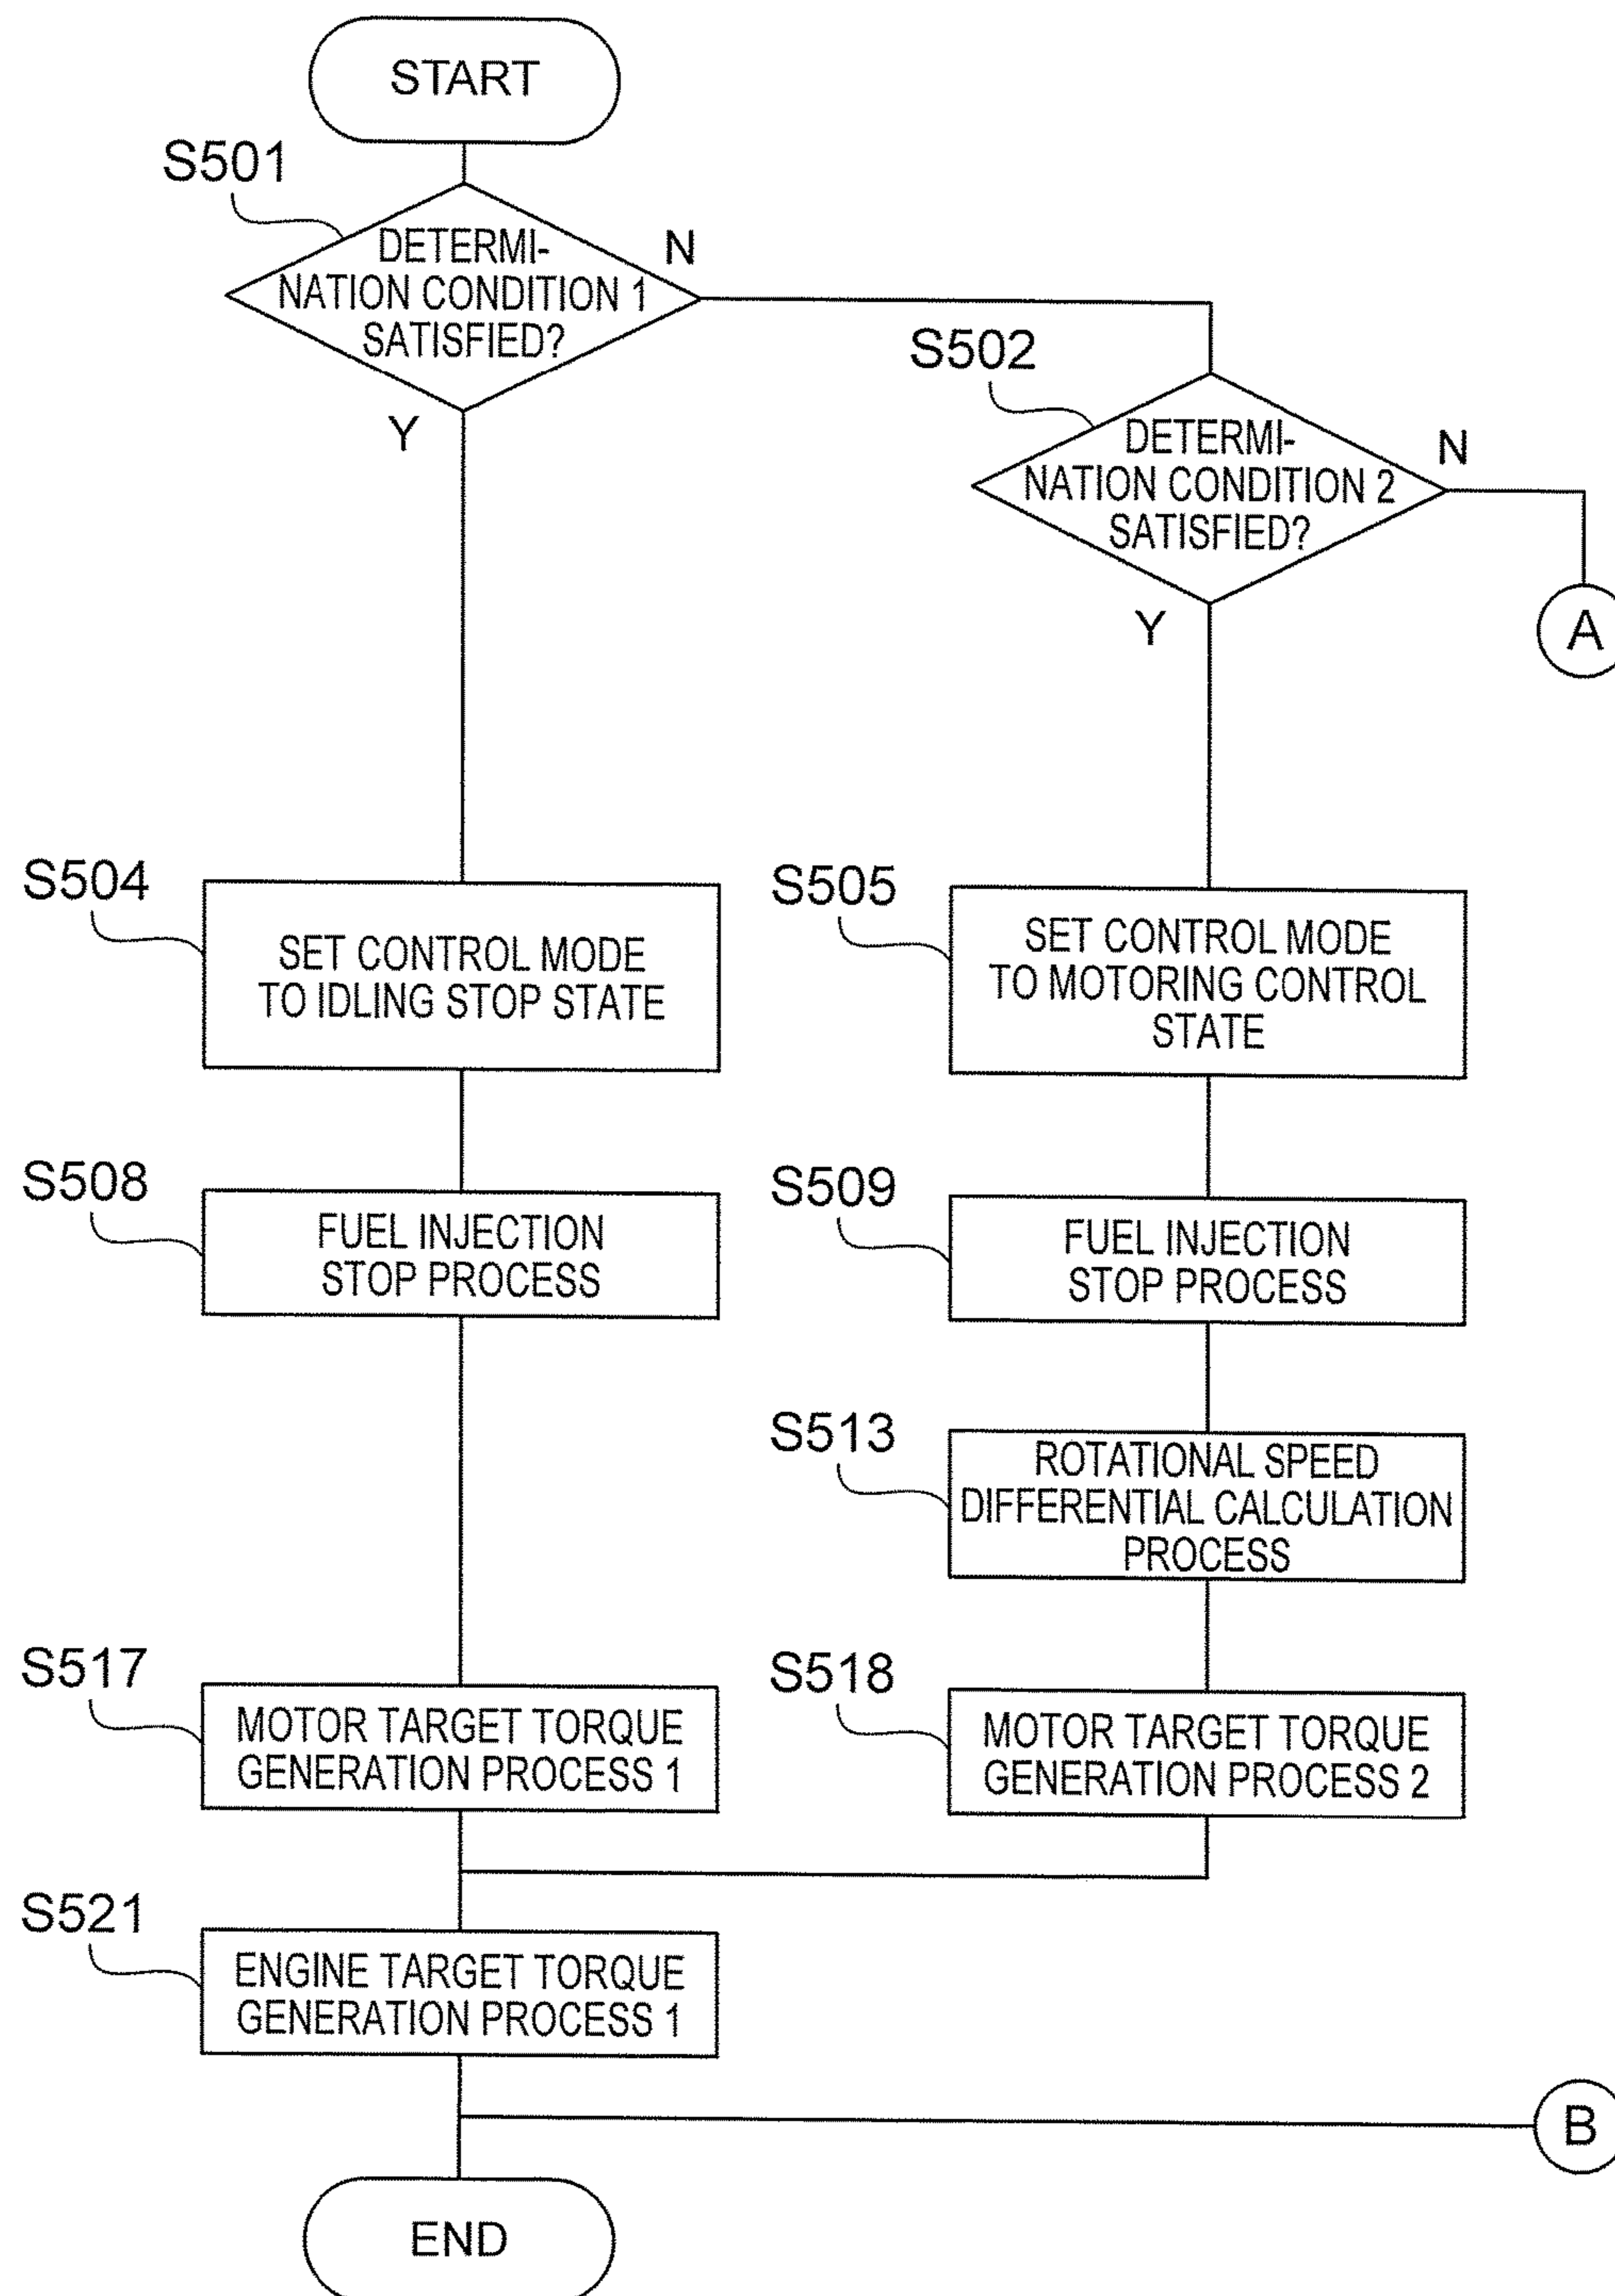 START
S501
DETERMI-
NATION CONDITION 1
SATISFIED?
N
Y
S502
DETERMI-
NATION CONDITION 2
SATISFIED?
N
Y
A
S504
SET CONTROL MODE
TO IDLING STOP STATE
S505
SET CONTROL MODE
TO MOTORING CONTROL
STATE
S508
FUEL INJECTION
STOP PROCESS
S509
FUEL INJECTION
STOP PROCESS
S513
ROTATIONAL SPEED
DIFFERENTIAL CALCULATION
PROCESS
S517
MOTOR TARGET TORQUE
GENERATION PROCESS 1
S518
MOTOR TARGET TORQUE
GENERATION PROCESS 2
S521
ENGINE TARGET TORQUE
GENERATION PROCESS 1
B
END